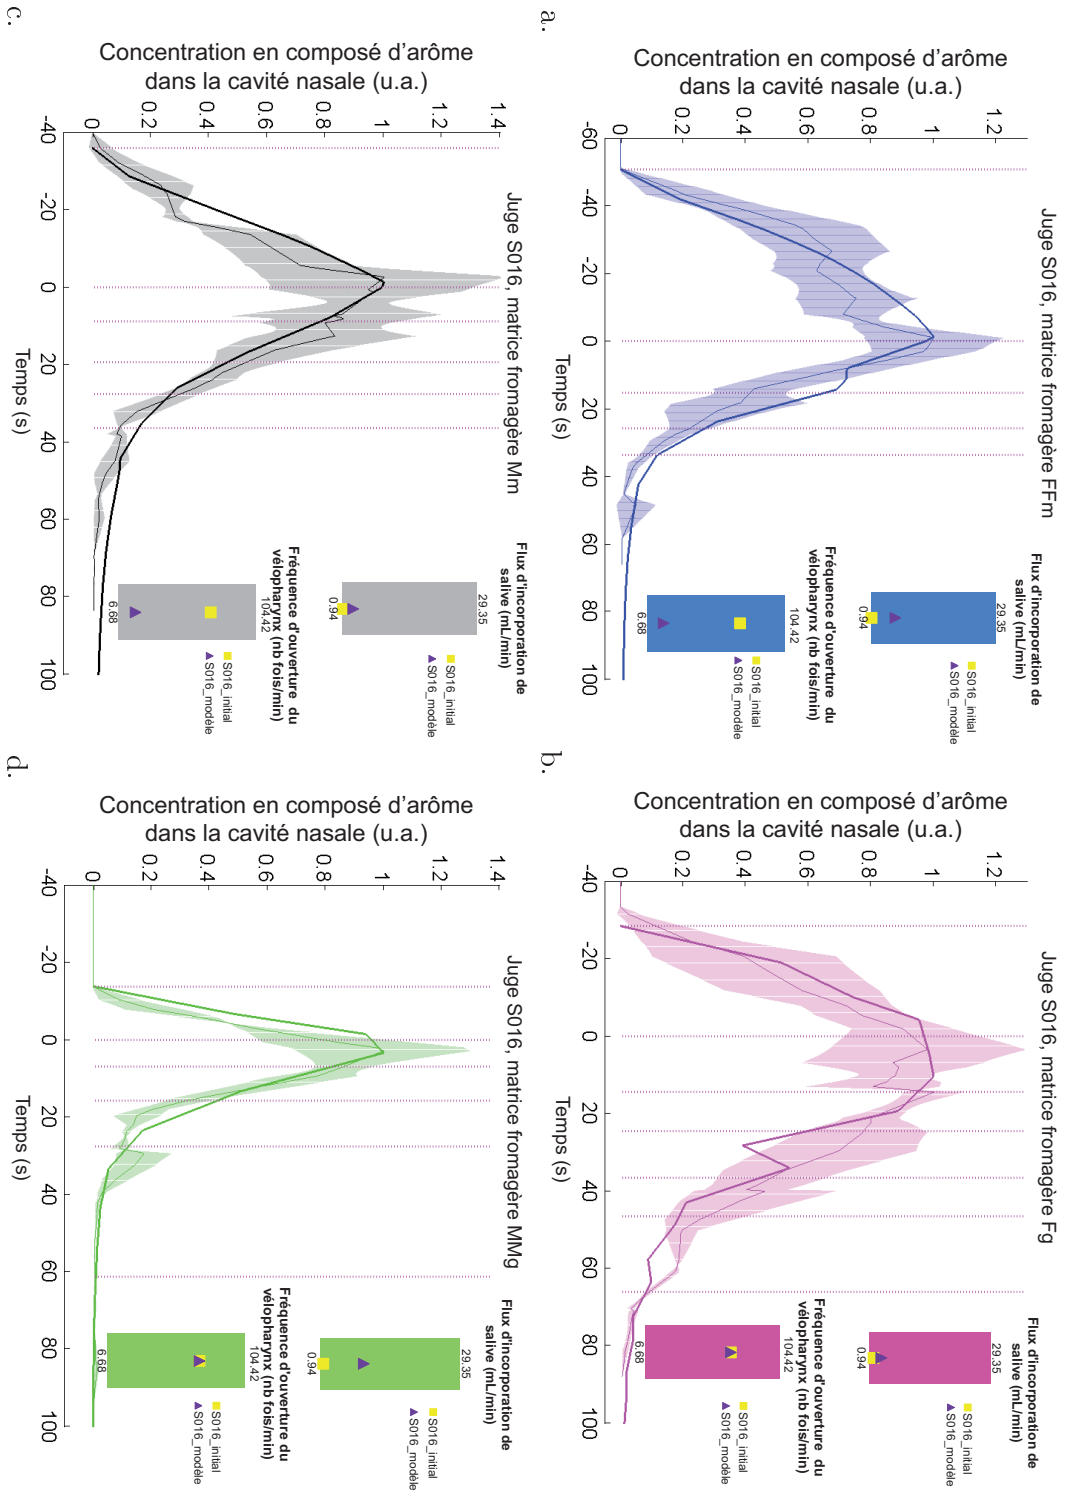 a.
Juge S016, matrice fromagère FFm
Concentration en composé d'arôme
dans la cavité nasale (u.a.)
1.2
1
0.8
0.6
0.4
0.2
0
-60
-40
-20
0
20
40
60
80
100
Temps (s)
Flux d'incorporation de
salive (mL/min)
29.35
0.94
S016_initial
S016_modèle
Fréquence d'ouverture du
vélopharynx (nb fois/min)
104.42
6.68
S016_initial
S016_modèle
b.
Juge S016, matrice fromagère Fg
Concentration en composé d'arôme
dans la cavité nasale (u.a.)
1.2
1
0.8
0.6
0.4
0.2
0
-40
-20
0
20
40
60
80
100
Temps (s)
Flux d'incorporation de
salive (mL/min)
29.35
0.94
S016_initial
S016_modèle
Fréquence d'ouverture du
vélopharynx (nb fois/min)
104.42
6.68
S016_initial
S016_modèle
c.
Juge S016, matrice fromagère Mm
Concentration en composé d'arôme
dans la cavité nasale (u.a.)
1.4
1.2
1
0.8
0.6
0.4
0.2
0
-40
-20
0
20
40
60
80
100
Temps (s)
Flux d'incorporation de
salive (mL/min)
29.35
0.94
S016_initial
S016_modèle
Fréquence d'ouverture du
vélopharynx (nb fois/min)
104.42
6.68
S016_initial
S016_modèle
d.
Juge S016, matrice fromagère MMg
Concentration en composé d'arôme
dans la cavité nasale (u.a.)
1.4
1.2
1
0.8
0.6
0.4
0.2
0
-40
-20
0
20
40
60
80
100
Temps (s)
Flux d'incorporation de
salive (mL/min)
29.35
0.94
S016_initial
S016_modèle
Fréquence d'ouverture du
vélopharynx (nb fois/min)
104.42
6.68
S016_initial
S016_modèle